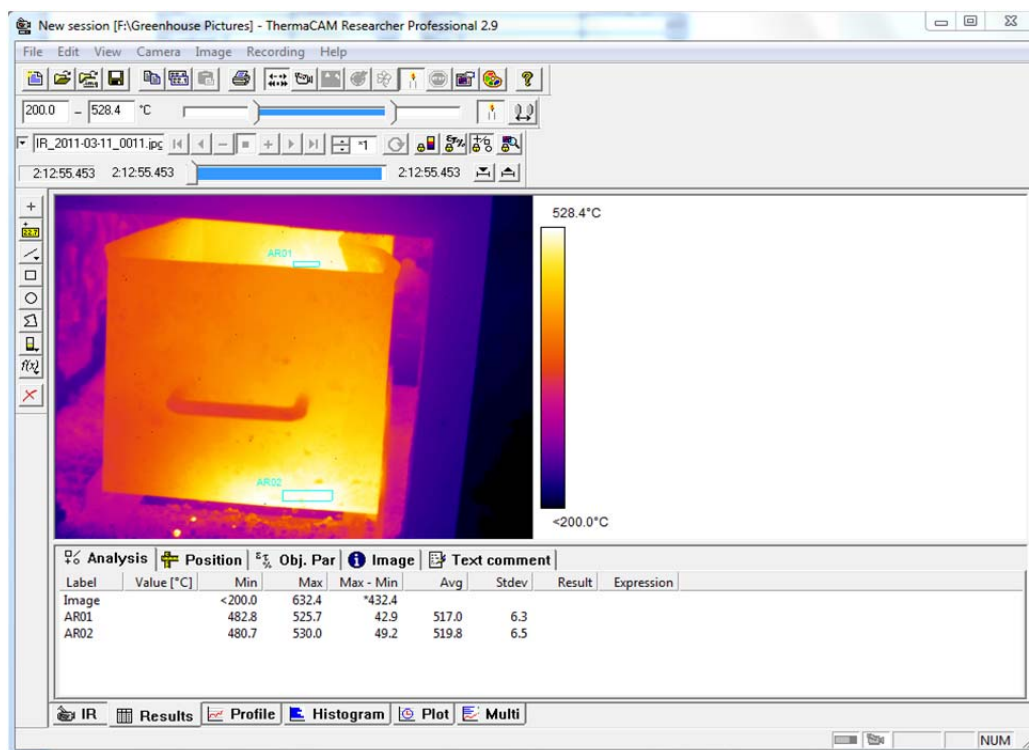 New session [F:\Greenhouse Pictures] - ThermaCAM Researcher Professional 2.9
File Edit View Camera Image Recording Help
200.0 – 528.4 °C
IR_2011-03-11_0011.jpg *1
2:12:55.453 2:12:55.453 2:12:55.453
528.4°C
AR01
f(x)
AR02
<200.0°C
Analysis Position Obj. Par Image Text comment
Label Value [°C] Min Max Max - Min Avg Stdev Result Expression
Image <200.0 632.4 *432.4
AR01 482.8 525.7 42.9 517.0 6.3
AR02 480.7 530.0 49.2 519.8 6.5
IR Results Profile Histogram Plot Multi
NUM